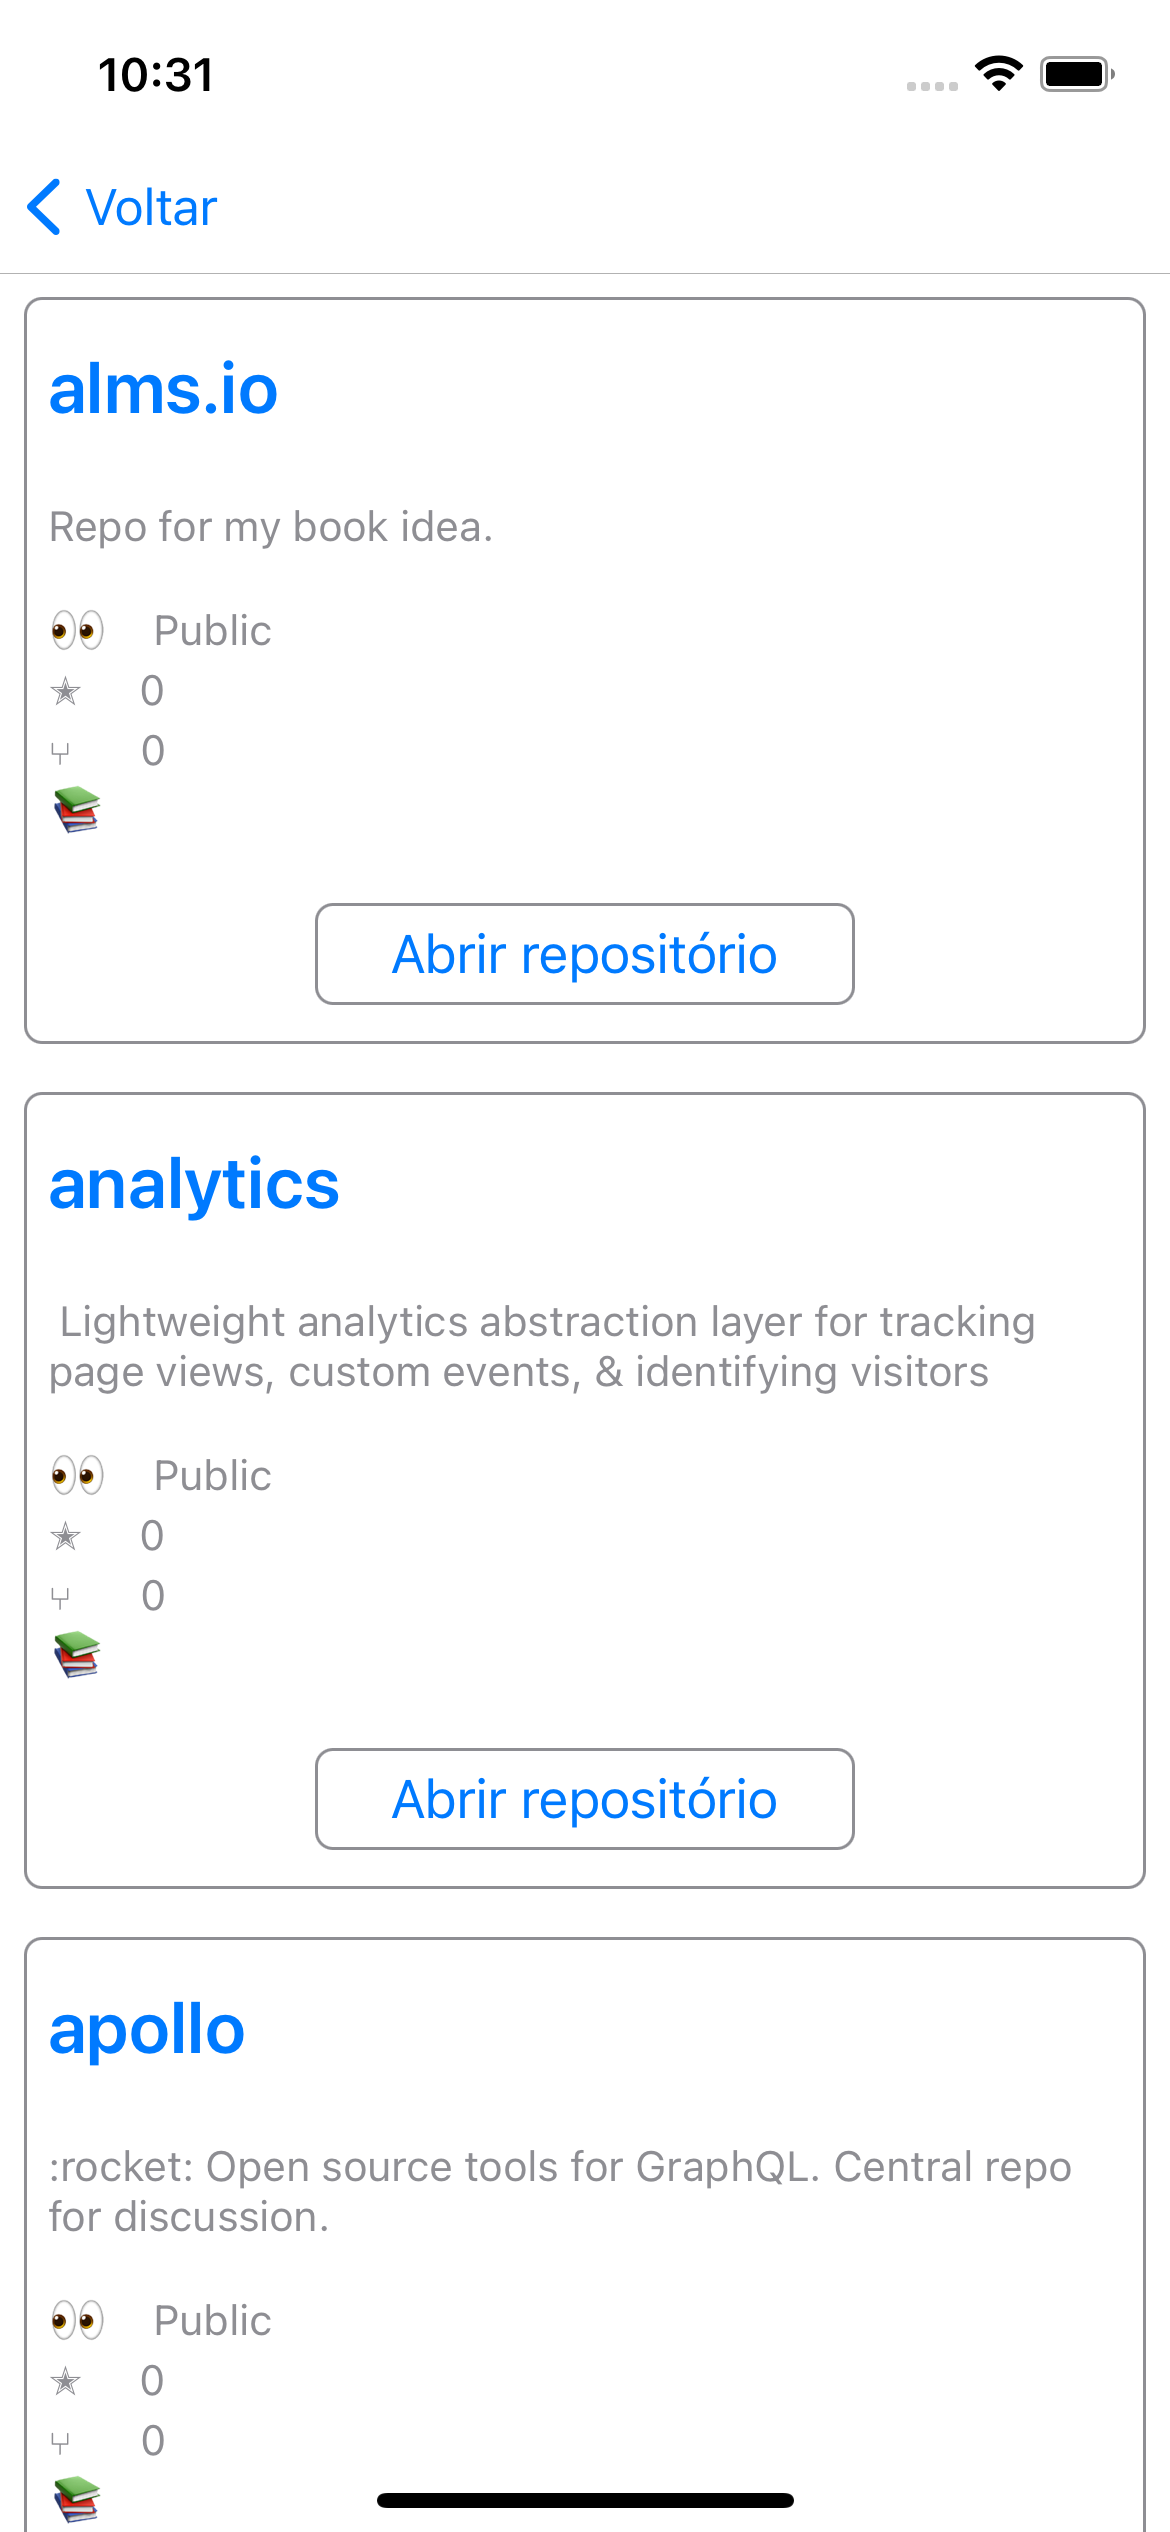 10:31
Voltar
alms.io
Repo for my book idea.
👀 Public
✭ 0
⑂ 0
📚
Abrir repositório
analytics
Lightweight analytics abstraction layer for tracking
page views, custom events, & identifying visitors
👀 Public
✭ 0
⑂ 0
📚
Abrir repositório
apollo
:rocket: Open source tools for GraphQL. Central repo
for discussion.
👀 Public
✭ 0
⑂ 0
📚